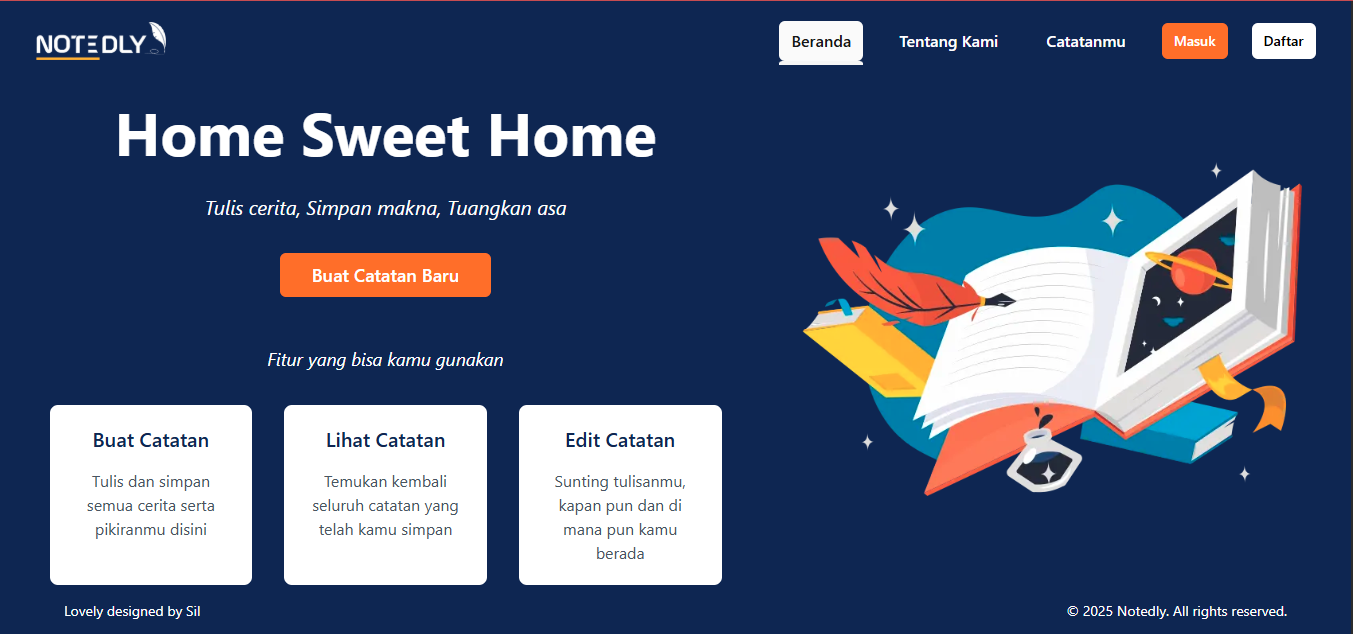 NOTEDLY
Beranda
Tentang Kami
Catatanmu
Masuk
Daftar
Home Sweet Home
Tulis cerita, Simpan makna, Tuangkan asa
Buat Catatan Baru
Fitur yang bisa kamu gunakan
Buat Catatan
Tulis dan simpan
semua cerita serta
pikiranmu disini
Lihat Catatan
Temukan kembali
seluruh catatan yang
telah kamu simpan
Edit Catatan
Sunting tulisanmu,
kapan pun dan di
mana pun kamu
berada
Lovely designed by Sil
© 2025 Notedly. All rights reserved.